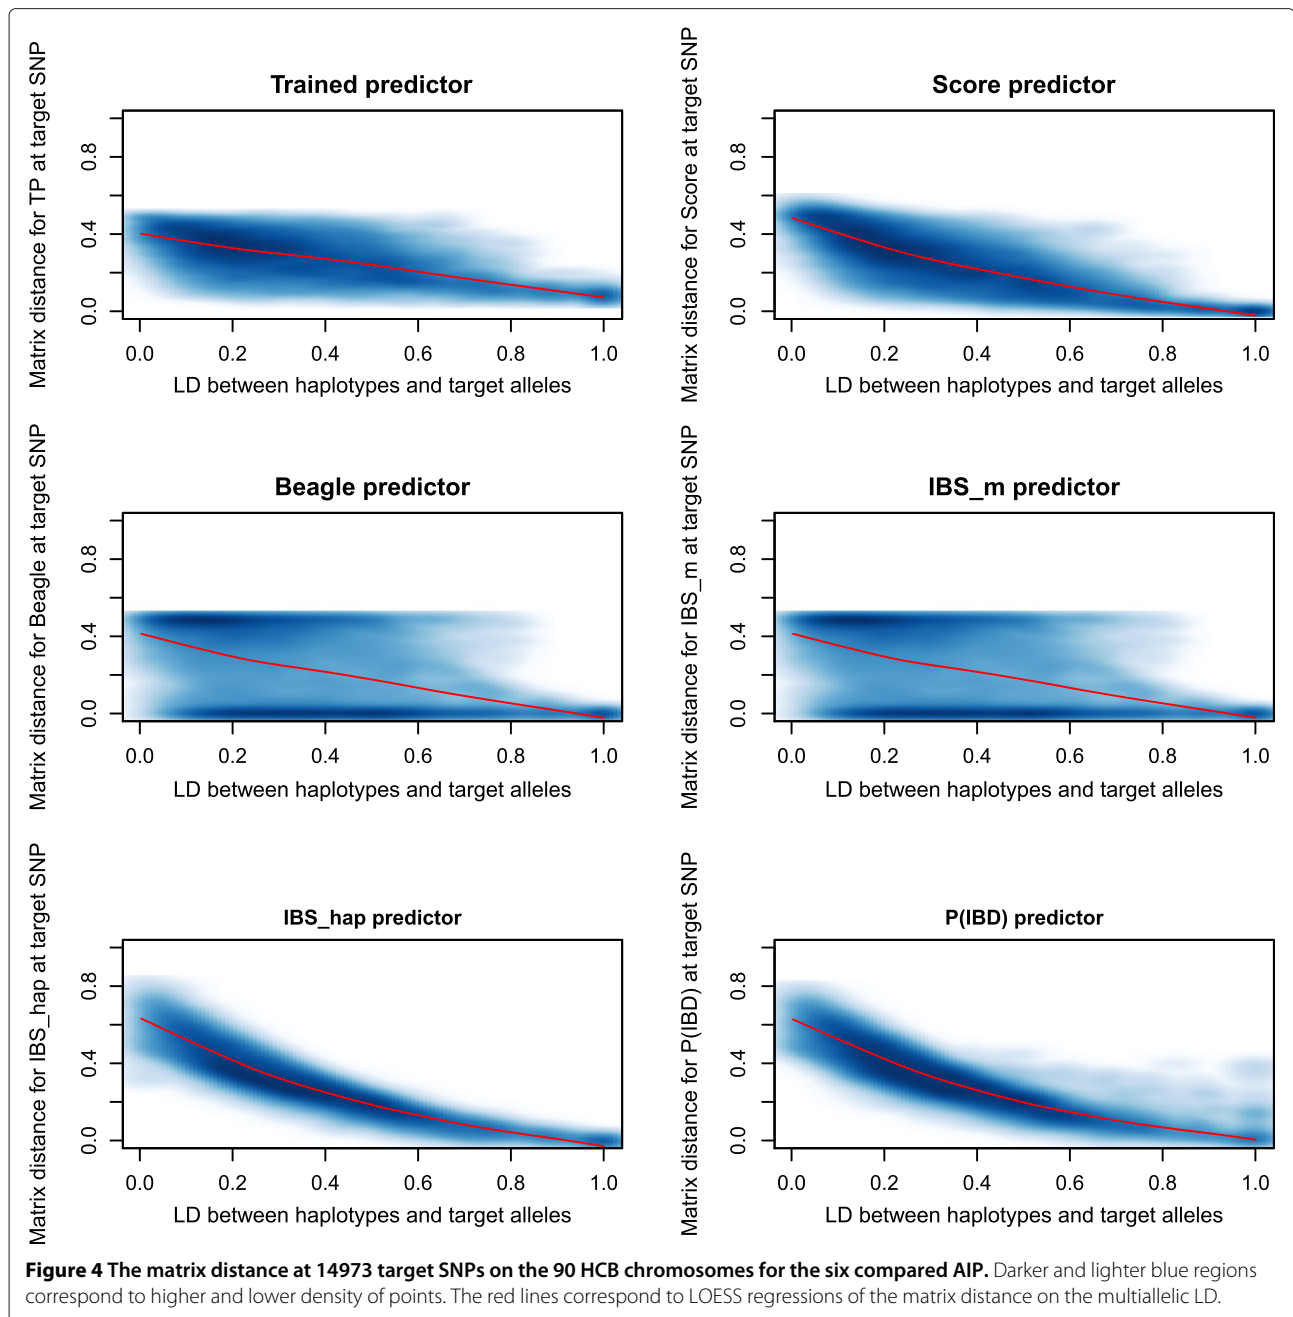 Trained predictor
Matrix distance for TP at target SNP
0.0 0.4 0.8
0.0 0.2 0.4 0.6 0.8 1.0
LD between haplotypes and target alleles
Score predictor
Matrix distance for Score at target SNP
0.0 0.4 0.8
0.0 0.2 0.4 0.6 0.8 1.0
LD between haplotypes and target alleles
Beagle predictor
Matrix distance for Beagle at target SNP
0.0 0.4 0.8
0.0 0.2 0.4 0.6 0.8 1.0
LD between haplotypes and target alleles
IBS_m predictor
Matrix distance for IBS_m at target SNP
0.0 0.4 0.8
0.0 0.2 0.4 0.6 0.8 1.0
LD between haplotypes and target alleles
IBS_hap predictor
Matrix distance for IBS_hap at target SNP
0.0 0.4 0.8
0.0 0.2 0.4 0.6 0.8 1.0
LD between haplotypes and target alleles
P(IBD) predictor
Matrix distance for P(IBD) at target SNP
0.0 0.4 0.8
0.0 0.2 0.4 0.6 0.8 1.0
LD between haplotypes and target alleles
Figure 4 The matrix distance at 14973 target SNPs on the 90 HCB chromosomes for the six compared AIP. Darker and lighter blue regions
correspond to higher and lower density of points. The red lines correspond to LOESS regressions of the matrix distance on the multiallelic LD.